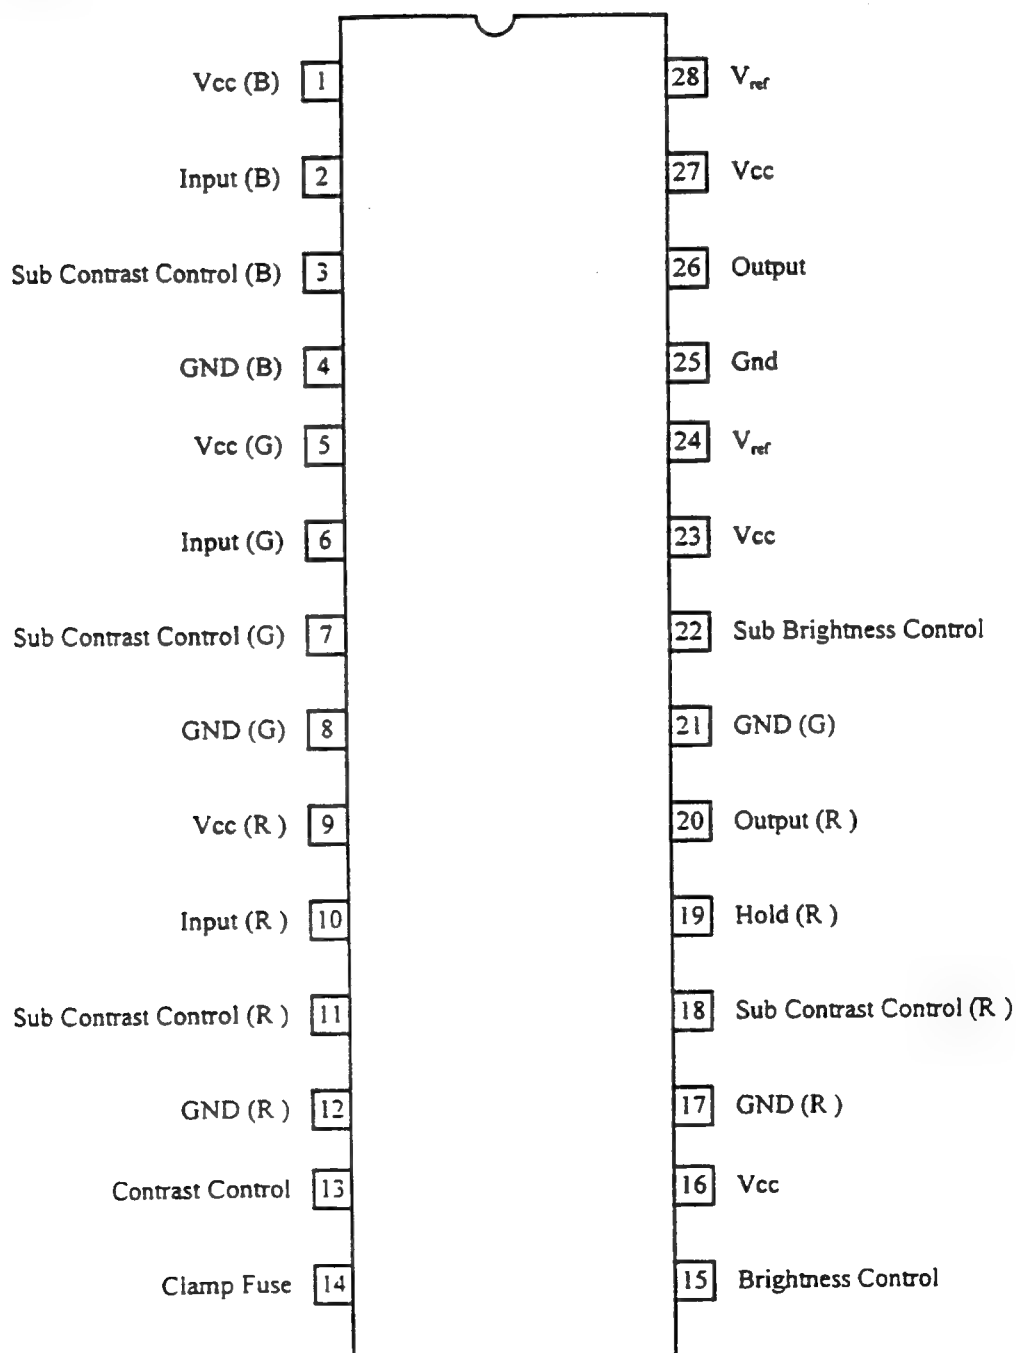 Vcc (B) 1 28 Vref
Input (B) 2 27 Vcc
Sub Contrast Control (B) 3 26 Output
GND (B) 4 25 Gnd
Vcc (G) 5 24 Vref
Input (G) 6 23 Vcc
Sub Contrast Control (G) 7 22 Sub Brightness Control
GND (G) 8 21 GND (G)
Vcc (R ) 9 20 Output (R )
Input (R ) 10 19 Hold (R )
Sub Contrast Control (R ) 11 18 Sub Contrast Control (R )
GND (R ) 12 17 GND (R )
Contrast Control 13 16 Vcc
Clamp Fuse 14 15 Brightness Control